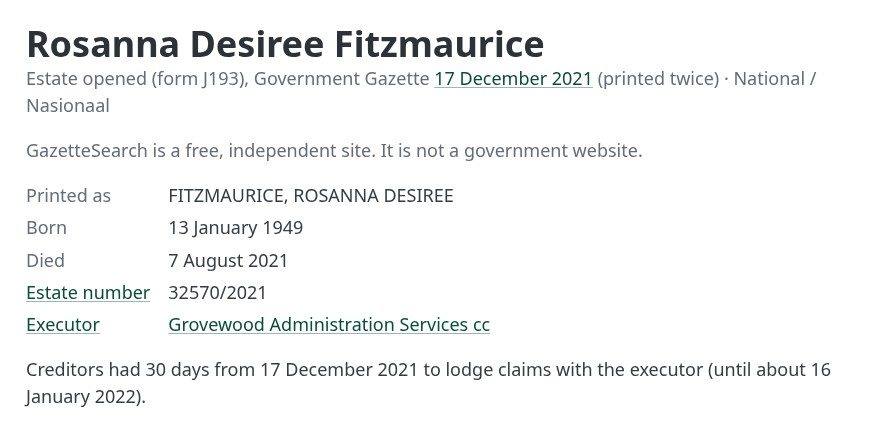 Rosanna Desiree Fitzmaurice
Estate opened (form J193), Government Gazette 17 December 2021 (printed twice) · National /
Nasionaal
GazetteSearch is a free, independent site. It is not a government website.
Printed as FITZMAURICE, ROSANNA DESIREE
Born 13 January 1949
Died 7 August 2021
Estate number 32570/2021
Executor Grovewood Administration Services cc
Creditors had 30 days from 17 December 2021 to lodge claims with the executor (until about 16
January 2022).